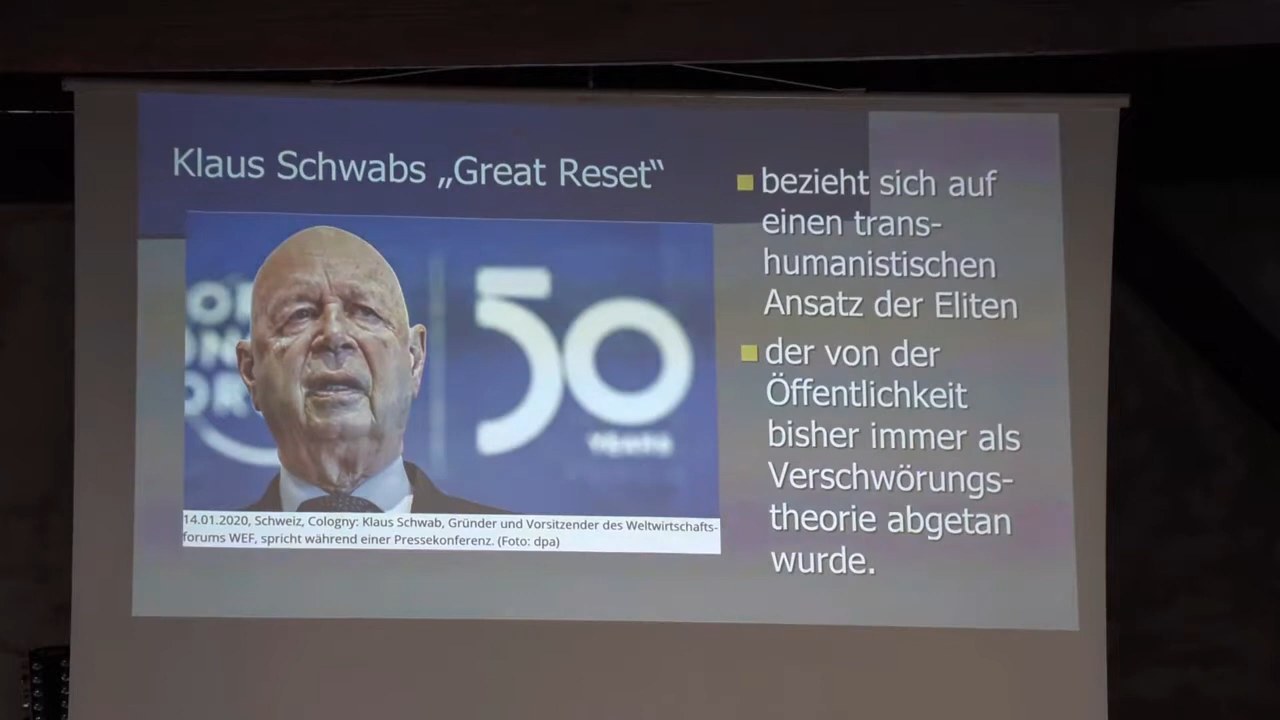 Klaus Schwabs „Great Reset“
50
YEARS
14.01.2020, Schweiz, Cologny: Klaus Schwab, Gründer und Vorsitzender des Weltwirtschafts-
forums WEF, spricht während einer Pressekonferenz. (Foto: dpa)
bezieht sich auf
einen trans-
humanistischen
Ansatz der Eliten
der von der
Öffentlichkeit
bisher immer als
Verschwörungs-
theorie abgetan
wurde.